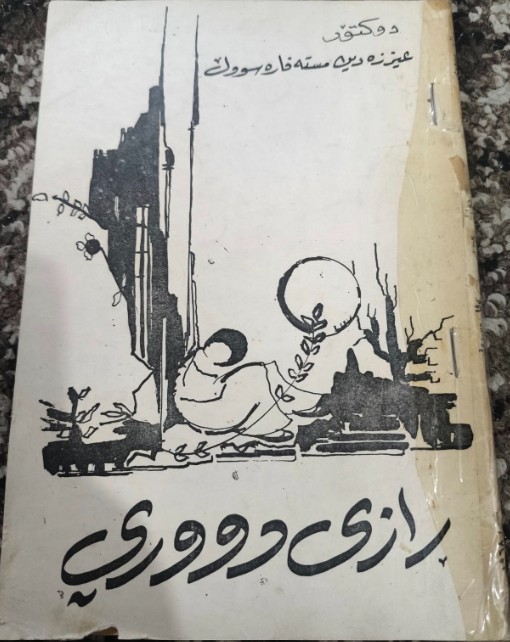 دوکتۆر
عیززەدین مستەفا ڕەسووڵ
ڕازی دووری